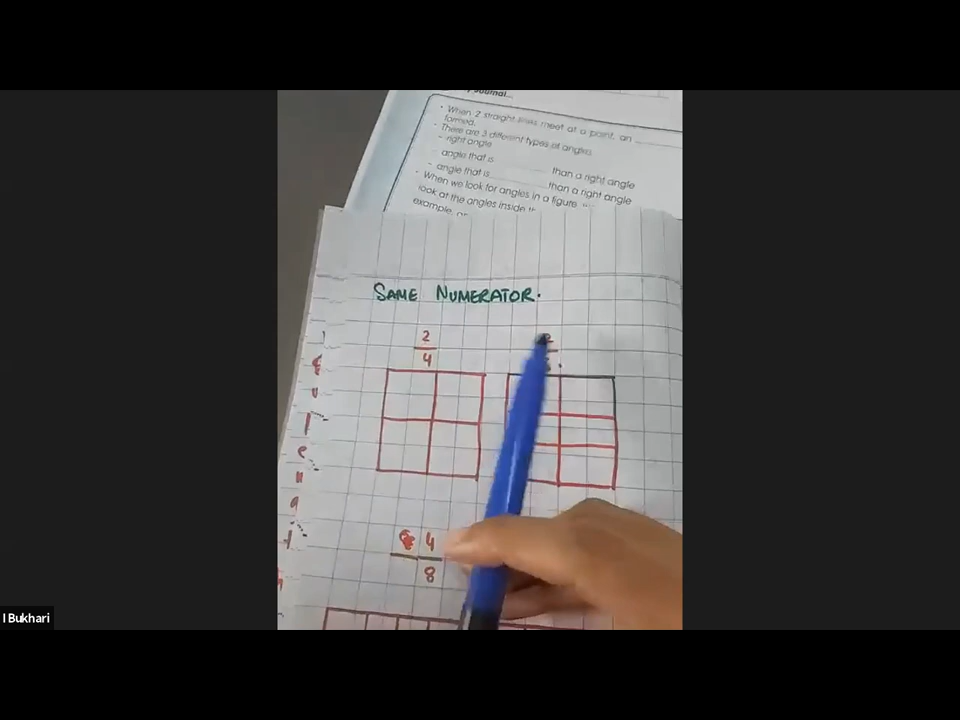 Journal...
• When 2 straight lines meet at a point, an
formed.
• There are 3 different types of angles
- right angle
angle that is than a right angle
- angle that is than a right angle
• When we look for angles in a figure,
look at the angles inside
example,
SAME NUMERATOR.
2
4
4
8
I Bukhari